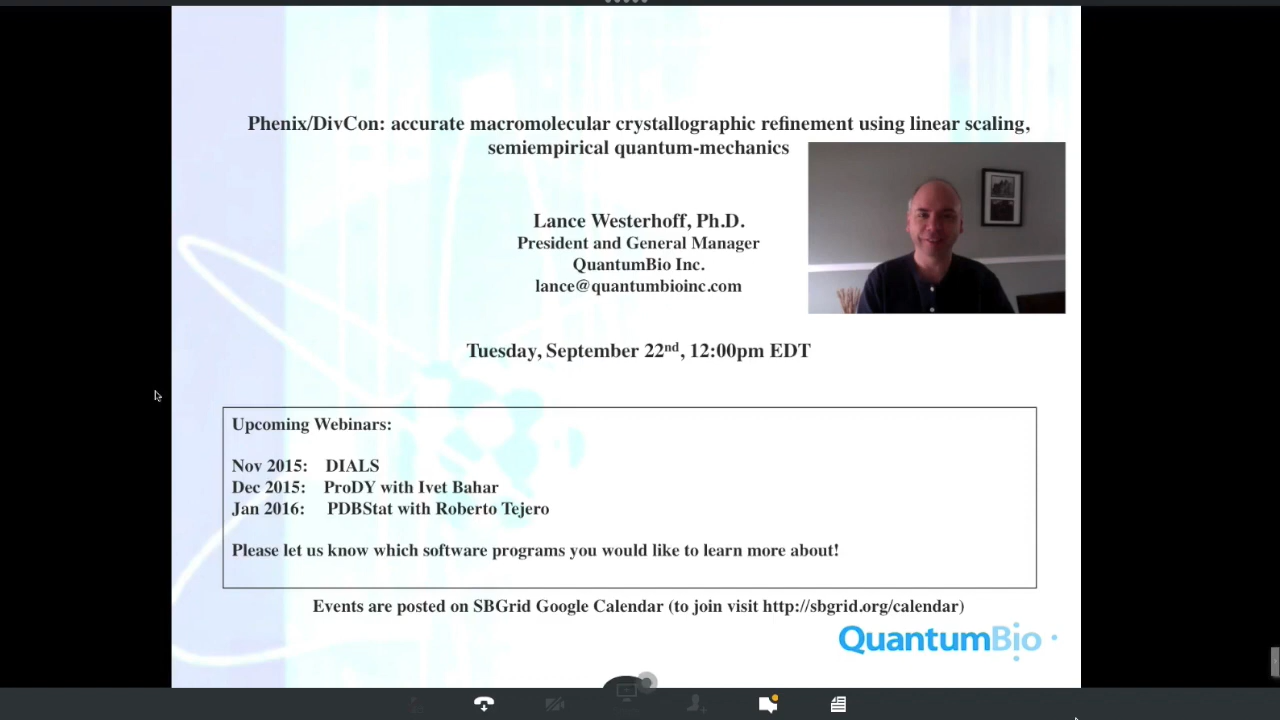 Phenix/DivCon: accurate macromolecular crystallographic refinement using linear scaling,
semiempirical quantum-mechanics
Lance Westerhoff, Ph.D.
President and General Manager
QuantumBio Inc.
lance@quantumbioinc.com
Tuesday, September 22nd, 12:00pm EDT
Upcoming Webinars:
Nov 2015: DIALS
Dec 2015: ProDY with Ivet Bahar
Jan 2016: PDBStat with Roberto Tejero
Please let us know which software programs you would like to learn more about!
Events are posted on SBGrid Google Calendar (to join visit http://sbgrid.org/calendar)
QuantumBio